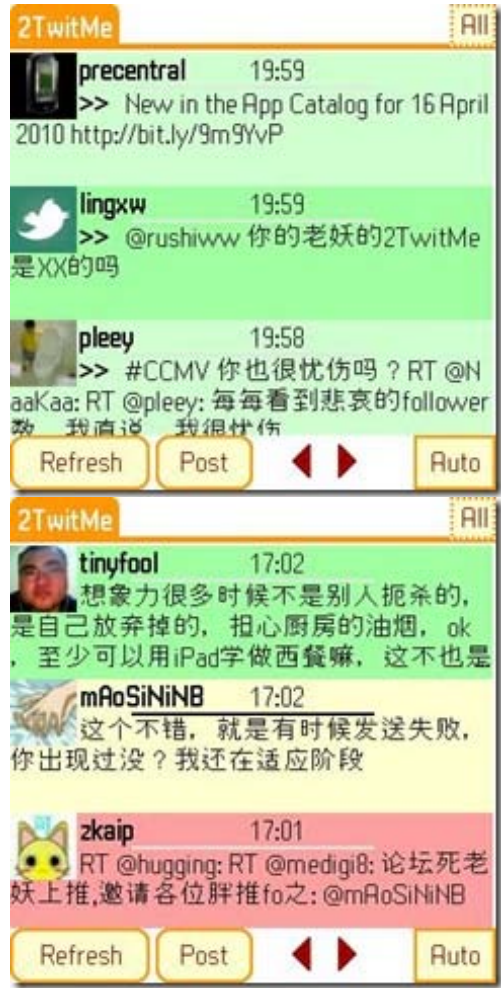 2TwitMe All
precentral 19:59
>> New in the App Catalog for 16 April
2010 http://bit.ly/9m9YvP
lingxw 19:59
>> @rushiww 你的老妖的2TwitMe
是XX的吗
pleey 19:58
>> #CCMV 你也很忧伤吗？RT @N
aaKaa: RT @pleey: 每每看到悲哀的follower
数 我直说 我很忧伤
Refresh Post Auto
2TwitMe All
tinyfool 17:02
想象力很多时候不是别人扼杀的，
是自己放弃掉的，担心厨房的油烟，ok
，至少可以用iPad学做西餐嘛，这不也是
mAoSiNiNB 17:02
这个不错，就是有时候发送失败，
你出现过没？我还在适应阶段
zkaip 17:01
RT @hugging: RT @medigi8: 论坛死老
妖上推,邀请各位胖推fo之: @mAoSiNiNB
Refresh Post Auto